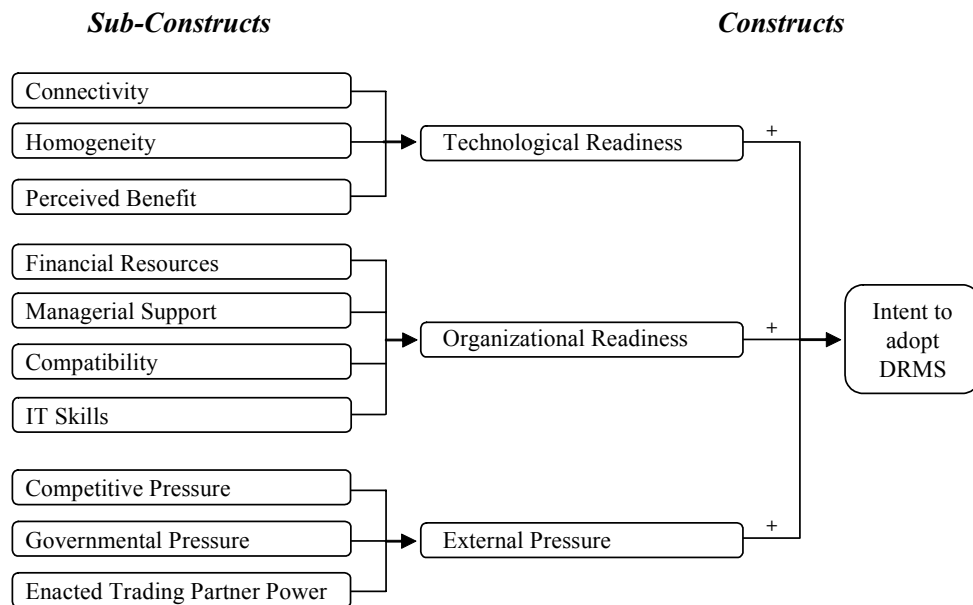 Sub-Constructs
Constructs
Connectivity
Homogeneity
Perceived Benefit
Technological Readiness
+
Financial Resources
Managerial Support
Compatibility
IT Skills
Organizational Readiness
+
Intent to
adopt
DRMS
Competitive Pressure
Governmental Pressure
Enacted Trading Partner Power
External Pressure
+